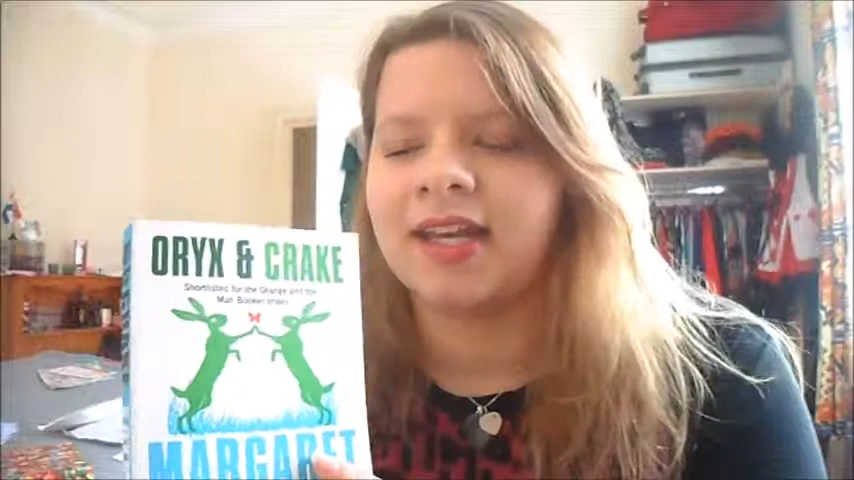 ORYX & CRAKE
Shortlisted for the Orange and the
Man Booker prizes
MARGARET